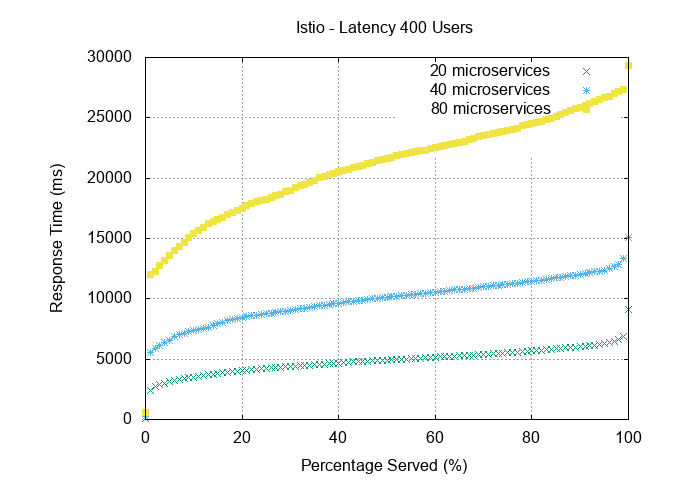 Istio - Latency 400 Users
30000
25000
20000
15000
10000
5000
0
20 microservices
40 microservices
80 microservices
0 20 40 60 80 100
Response Time (ms)
Percentage Served (%)